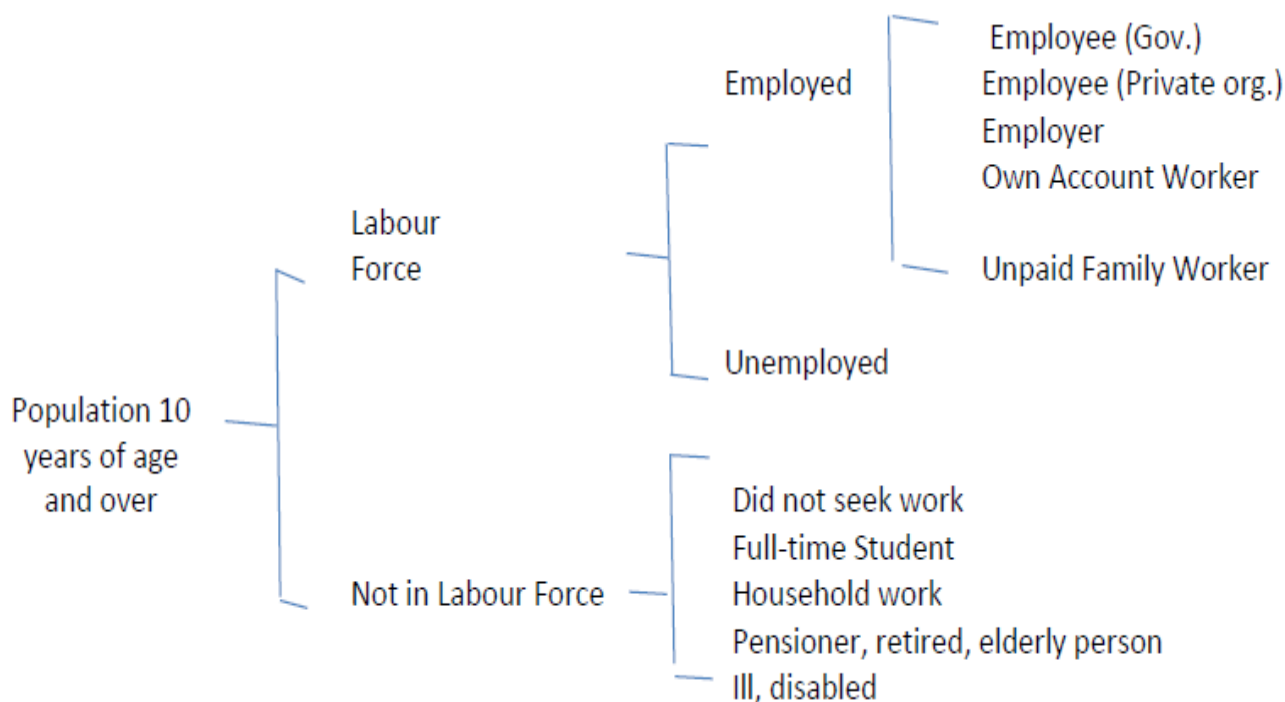 Employee (Gov.)
Employed
Employee (Private org.)
Employer
Own Account Worker
Labour
Force
Unpaid Family Worker
Unemployed
Population 10
years of age
and over
Did not seek work
Full-time Student
Not in Labour Force
Household work
Pensioner, retired, elderly person
Ill, disabled